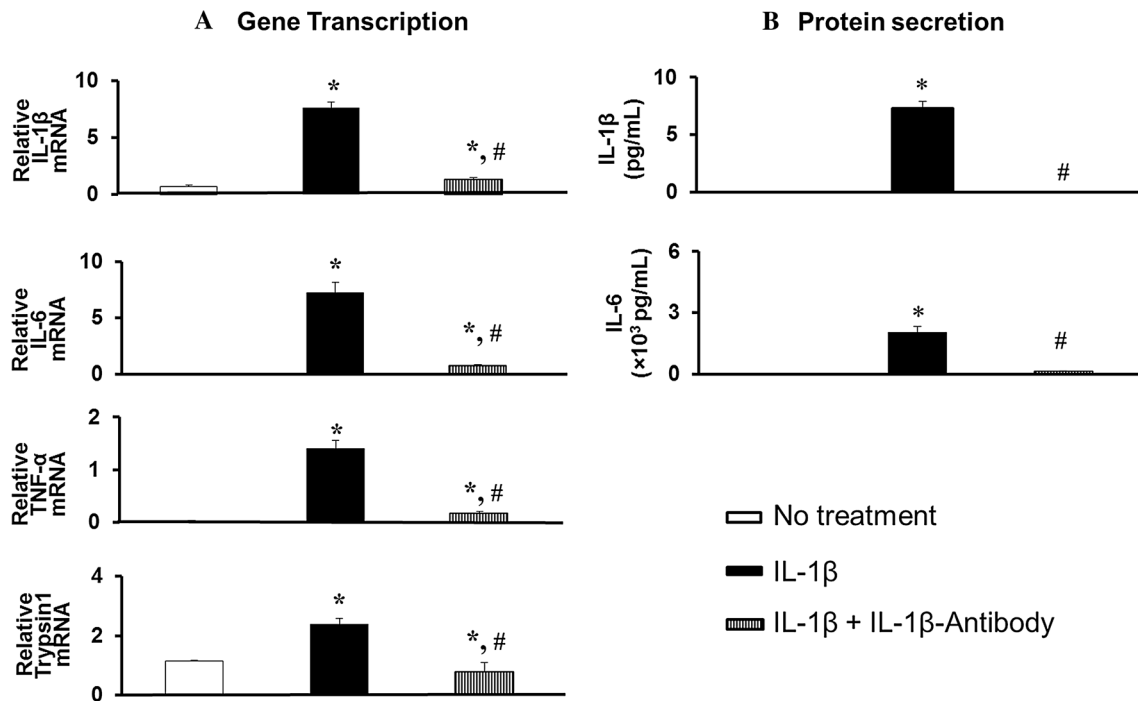 A Gene Transcription
Relative
IL-1β
mRNA
10
5
0
*
*, #
Relative
IL-6
mRNA
10
5
0
*
*, #
Relative
TNF-α
mRNA
2
1
0
*
*, #
Relative
Trypsin1
mRNA
4
2
0
*
*, #
B Protein secretion
IL-1β
(pg/mL)
10
5
0
*
#
IL-6
(×10³ pg/mL)
6
3
0
*
#
No treatment
IL-1β
IL-1β + IL-1β-Antibody